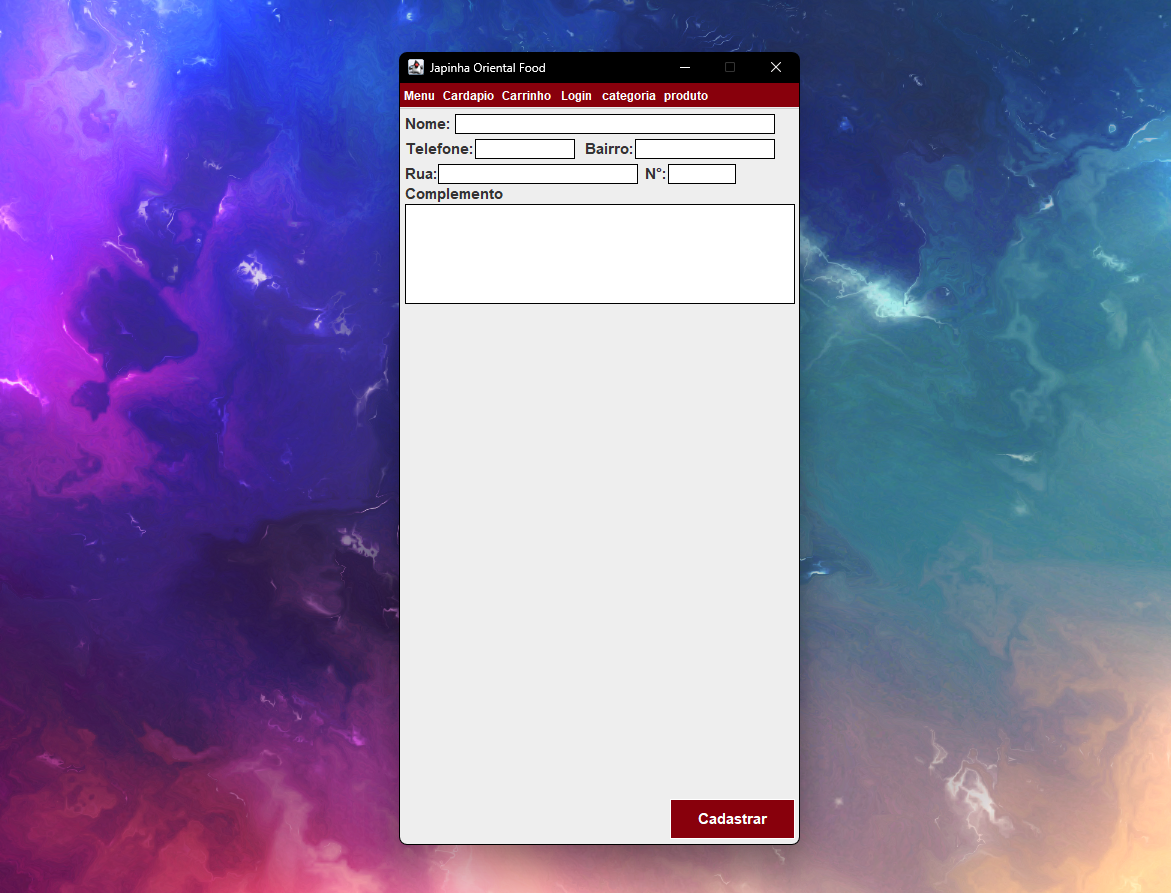 Japinha Oriental Food
Menu Cardapio Carrinho Login categoria produto
Nome:
Telefone: Bairro:
Rua: N°:
Complemento
Cadastrar